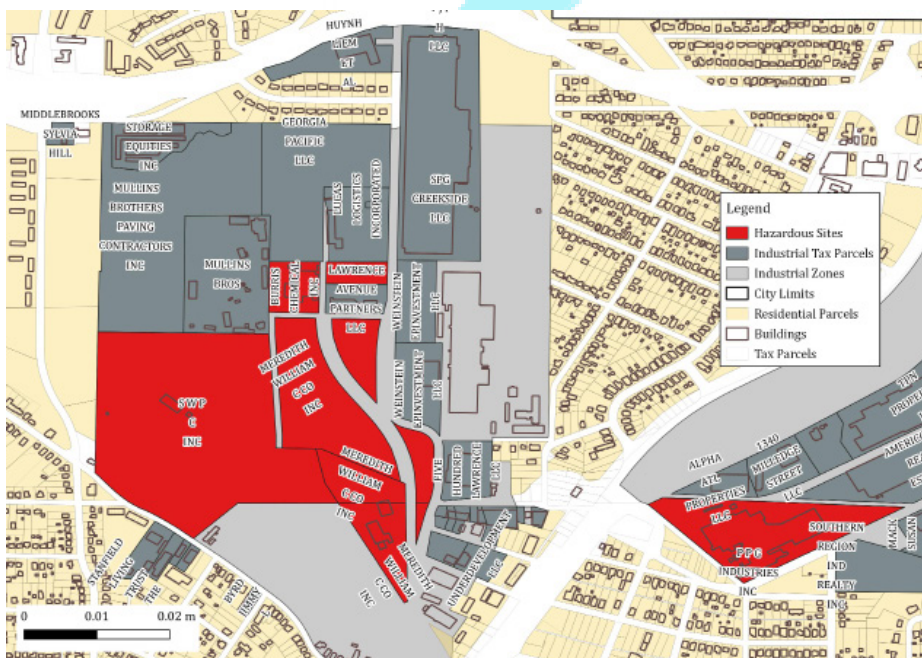 HUYNH
LIEM
ET
AL
H
LLC
MIDDLEBROOKS
SYLVIA
HILL
STORAGE
EQUITIES
INC
GEORGIA
PACIFIC
LLC
MULLINS
BROTHERS
PAVING
CONTRACTORS
INC
LUCAS
LOGISTICS
INCORPORATED
SPG
CREEKSIDE
LLC
MULLINS
BROS
BURRIS
CHEMICAL
INC
LAWRENCE
AVENUE
PARTNERS
LLC
WEINSTEIN
EPINVESTMENT
LLC
WEINSTEIN
EPINVESTMENT
LLC
MEREDITH
WILLIAM
C CO
INC
SWP
C
INC
MEREDITH
WILLIAM
C CO
INC
FIVE
HUNDRED
LAWRENCE
LLC
MEREDITH
WILLIAM
C CO
INC
UNDERDEVELOPMENT
LLC
STANFIELD
LIVING
TRUST
THE
BYRD
JIMMY
ALPHA
ATL
PROPERTIES
LLC
1340
MILLEDGE
STREET
LLC
PPG
INDUSTRIES
INC
SOUTHERN
REGION
IND
REALTY
INC
MACK
SUSAN
Legend
Hazardous Sites
Industrial Tax Parcels
Industrial Zones
City Limits
Residential Parcels
Buildings
Tax Parcels
0 0.01 0.02 m